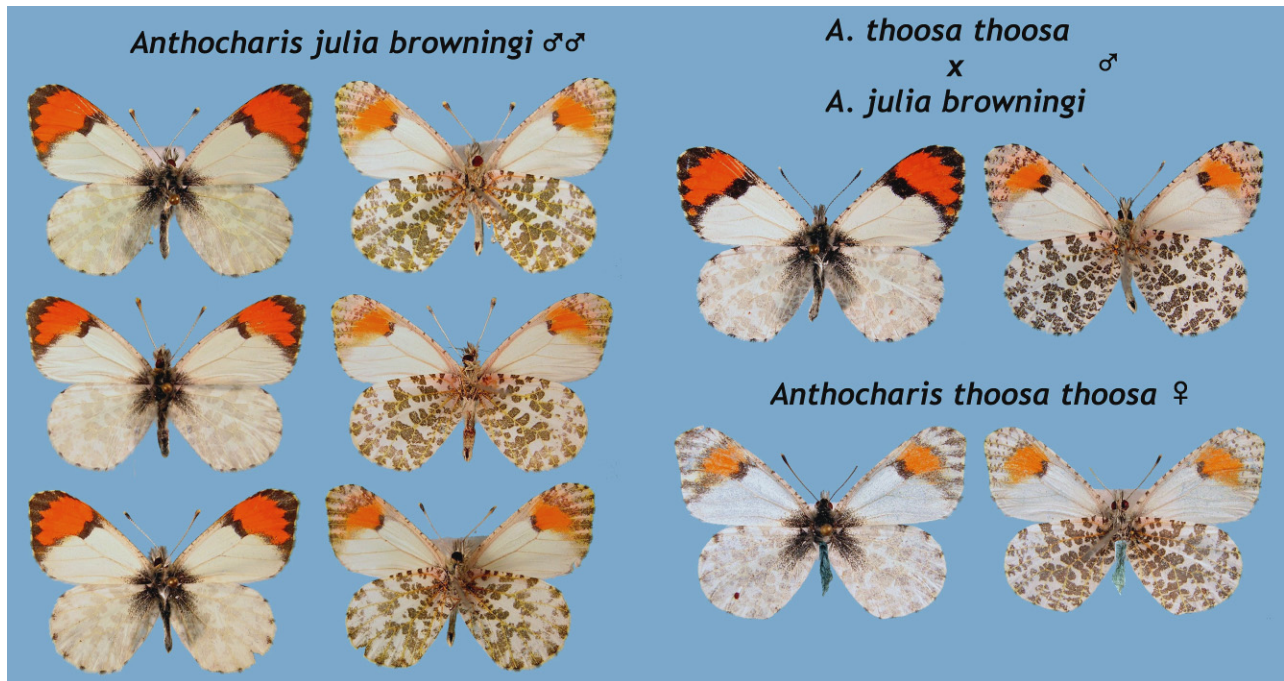 Anthocharis julia browningi ♂♂
A. thoosa thoosa
x ♂
A. julia browningi
Anthocharis thoosa thoosa ♀